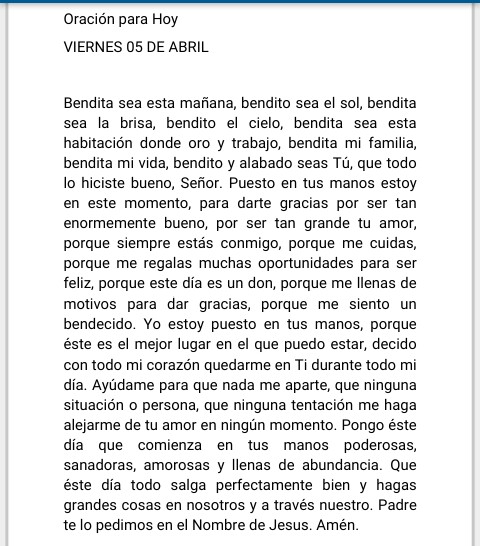 Oración para Hoy
VIERNES 05 DE ABRIL
Bendita sea esta mañana, bendito sea el sol, bendita
sea la brisa, bendito el cielo, bendita sea esta
habitación donde oro y trabajo, bendita mi familia,
bendita mi vida, bendito y alabado seas Tú, que todo
lo hiciste bueno, Señor. Puesto en tus manos estoy
en este momento, para darte gracias por ser tan
enormemente bueno, por ser tan grande tu amor,
porque siempre estás conmigo, porque me cuidas,
porque me regalas muchas oportunidades para ser
feliz, porque este día es un don, porque me llenas de
motivos para dar gracias, porque me siento un
bendecido. Yo estoy puesto en tus manos, porque
éste es el mejor lugar en el que puedo estar, decido
con todo mi corazón quedarme en Ti durante todo mi
día. Ayúdame para que nada me aparte, que ninguna
situación o persona, que ninguna tentación me haga
alejarme de tu amor en ningún momento. Pongo éste
día que comienza en tus manos poderosas,
sanadoras, amorosas y llenas de abundancia. Que
éste día todo salga perfectamente bien y hagas
grandes cosas en nosotros y a través nuestro. Padre
te lo pedimos en el Nombre de Jesus. Amén.